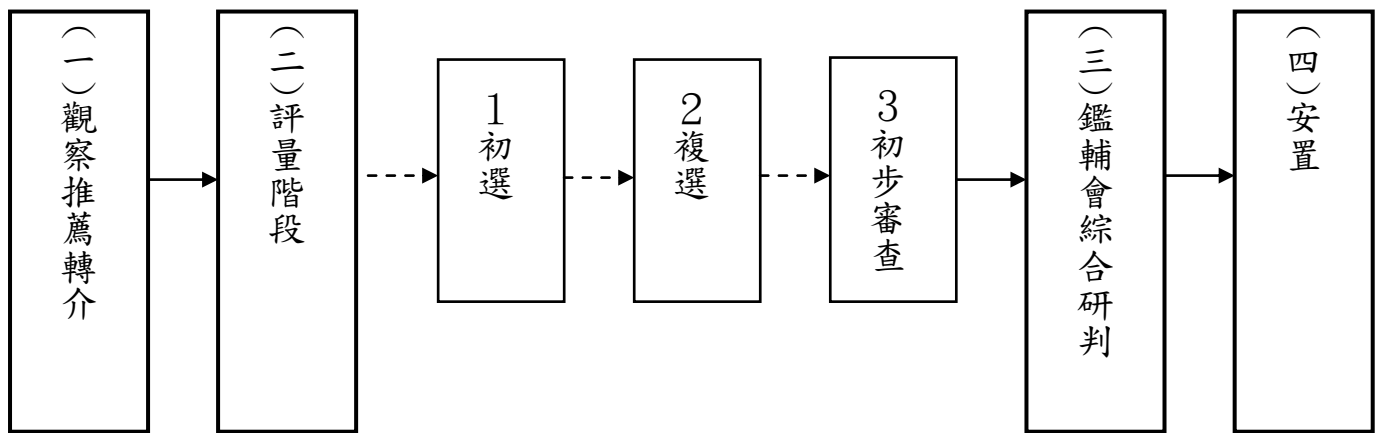 （一）觀察推薦轉介
（二）評量階段
1初選
2複選
3初步審查
（三）鑑輔會綜合研判
（四）安置